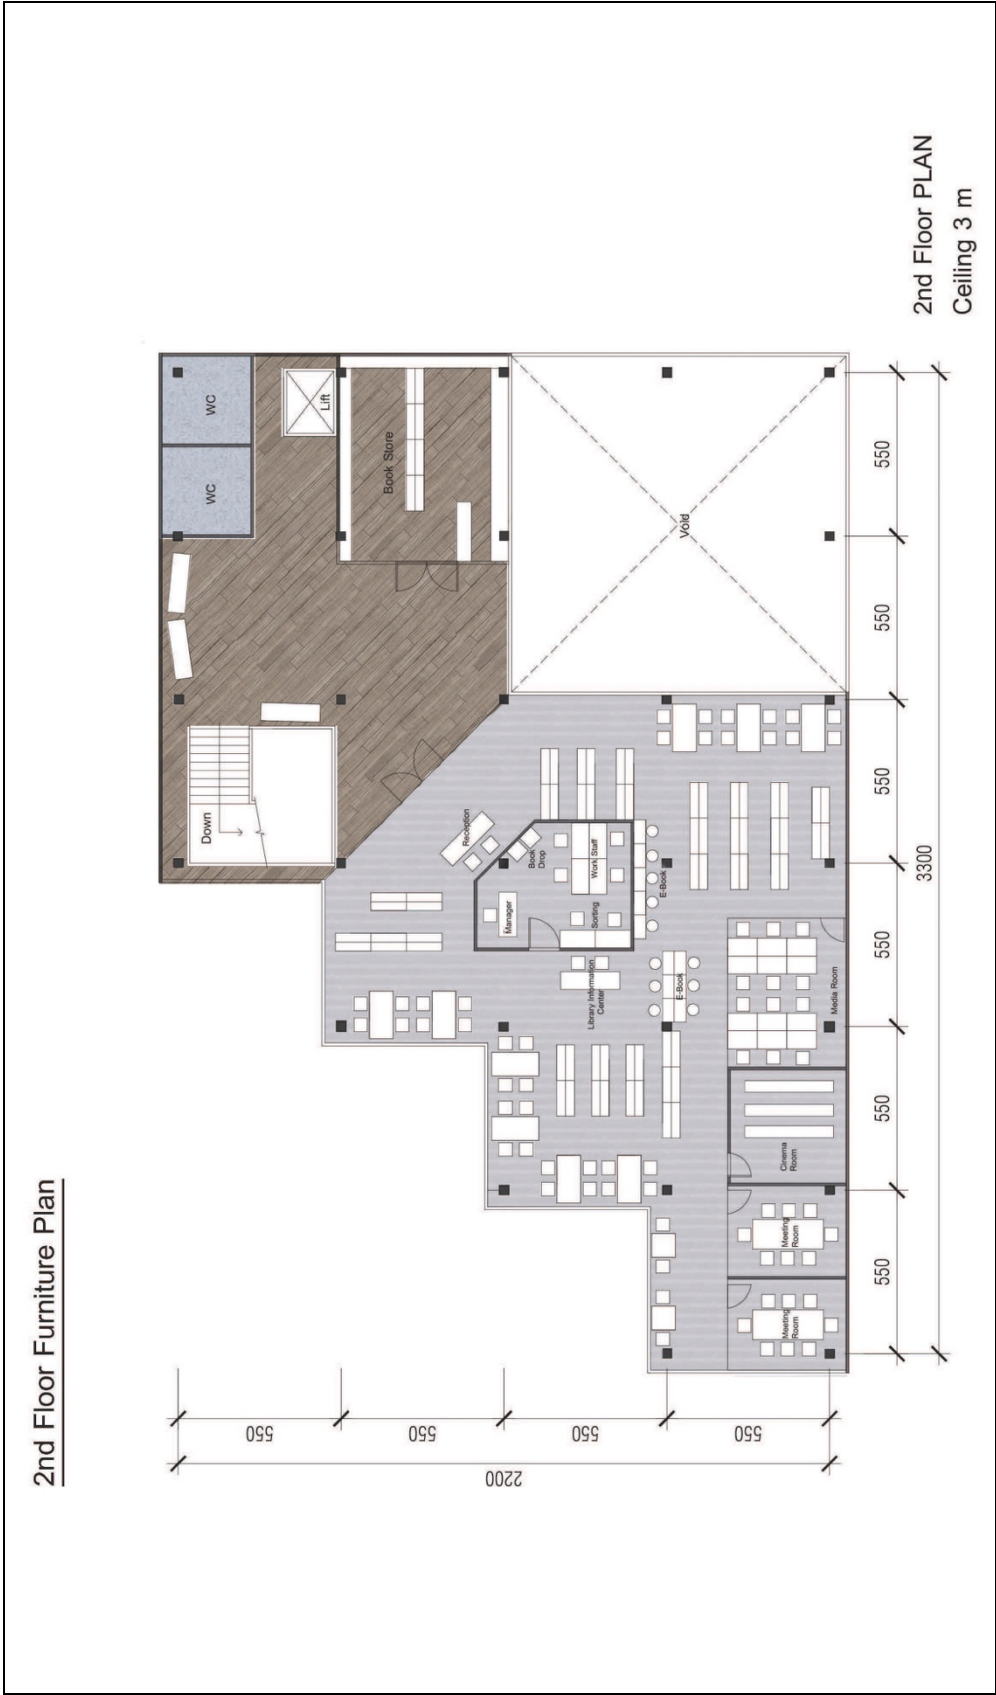 2nd Floor Furniture Plan
2nd Floor PLAN
Ceiling 3 m
WC
WC
Lift
Book Store
Void
Down
Reception
Book
Drop
Work Staff
Manager
Sorting
E-Book
Library Information
Center
E-Book
Media Room
Cinema
Room
Meeting
Room
Meeting
Room
550
550
550
550
550
550
3300
550
550
550
550
2200